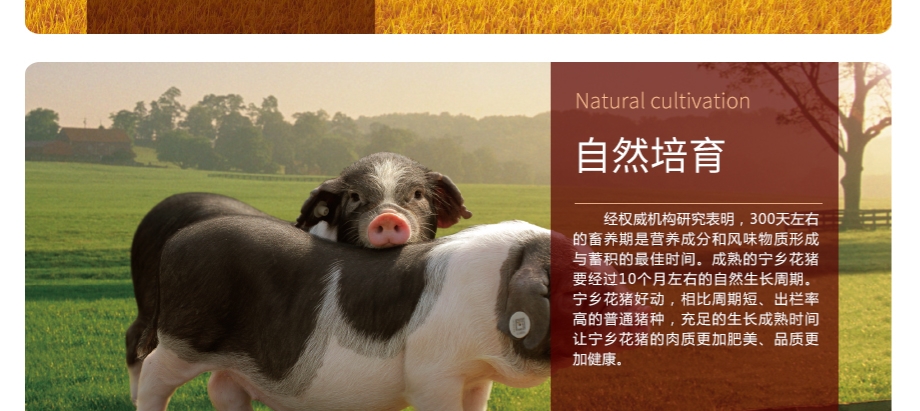 Natural cultivation
自然培育
经权威机构研究表明，300天左右
的畜养期是营养成分和风味物质形成
与蓄积的最佳时间。成熟的宁乡花猪
要经过10个月左右的自然生长周期。
宁乡花猪好动，相比周期短、出栏率
高的普通猪种，充足的生长成熟时间
让宁乡花猪的肉质更加肥美、品质更
加健康。